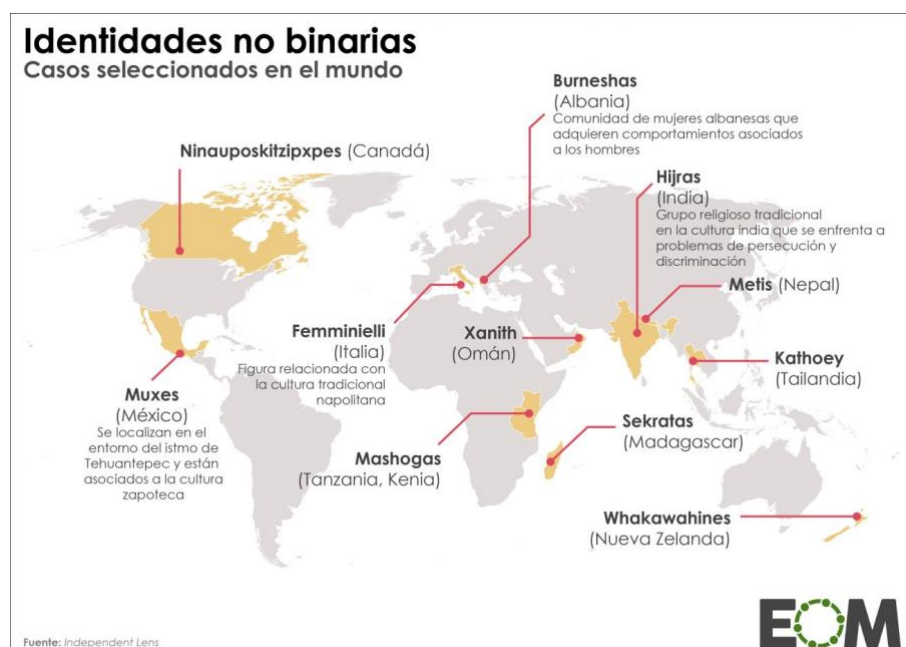 Identidades no binarias
Casos seleccionados en el mundo
Burneshas
(Albania)
Comunidad de mujeres albanesas que
adquieren comportamientos asociados
a los hombres
Ninauposkitzipxpes (Canadá)
Hijras
(India)
Grupo religioso tradicional
en la cultura india que se enfrenta a
problemas de persecución y
discriminación
Metis (Nepal)
Femminielli
(Italia)
Figura relacionada con
la cultura tradicional
napolitana
Xanith
(Omán)
Kathoey
(Tailandia)
Muxes
(México)
Se localizan en el
entorno del istmo de
Tehuantepec y están
asociados a la cultura
zapoteca
Mashogas
(Tanzania, Kenia)
Sekratas
(Madagascar)
Whakawahines
(Nueva Zelanda)
Fuente: Independent Lens
EOM